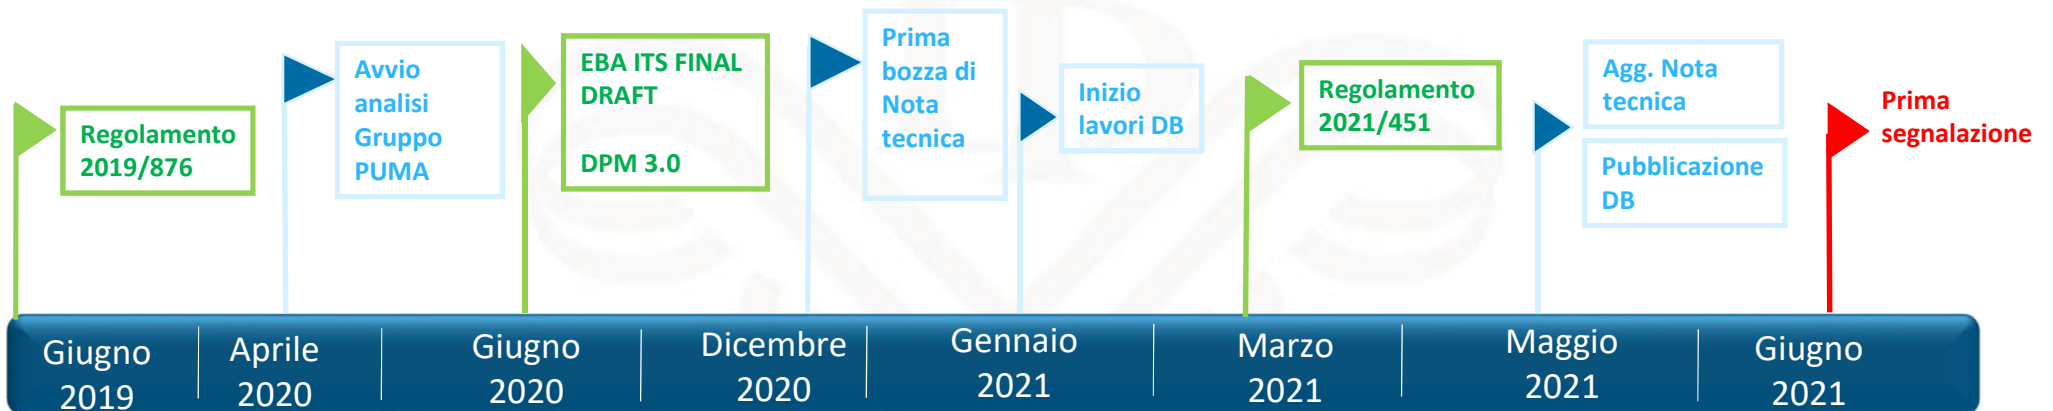 Regolamento
2019/876
Avvio
analisi
Gruppo
PUMA
EBA ITS FINAL
DRAFT
DPM 3.0
Prima
bozza di
Nota
tecnica
Inizio
lavori DB
Regolamento
2021/451
Agg. Nota
tecnica
Pubblicazione
DB
Prima
segnalazione
Giugno
2019
Aprile
2020
Giugno
2020
Dicembre
2020
Gennaio
2021
Marzo
2021
Maggio
2021
Giugno
2021